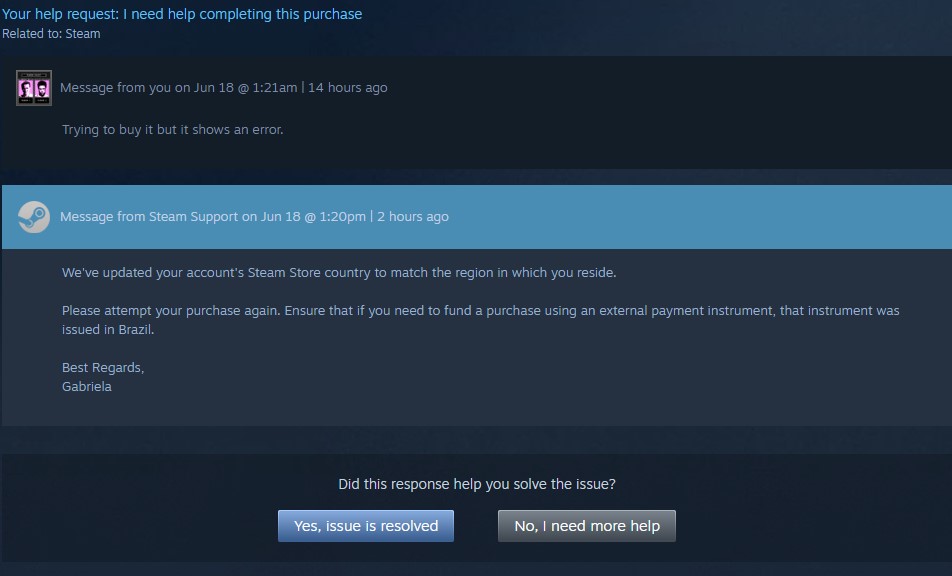 Your help request: I need help completing this purchase
Related to: Steam
Message from you on Jun 18 @ 1:21am | 14 hours ago
Trying to buy it but it shows an error.
Message from Steam Support on Jun 18 @ 1:20pm | 2 hours ago
We've updated your account's Steam Store country to match the region in which you reside.
Please attempt your purchase again. Ensure that if you need to fund a purchase using an external payment instrument, that instrument was
issued in Brazil.
Best Regards,
Gabriela
Did this response help you solve the issue?
Yes, issue is resolved
No, I need more help